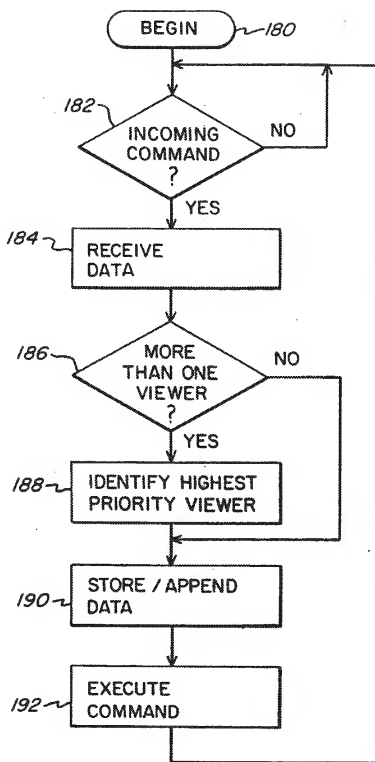 BEGIN
180
182
INCOMING
COMMAND
?
NO
YES
184
RECEIVE
DATA
186
MORE
THAN ONE
VIEWER
?
NO
YES
188
IDENTIFY HIGHEST
PRIORITY VIEWER
190
STORE / APPEND
DATA
192
EXECUTE
COMMAND